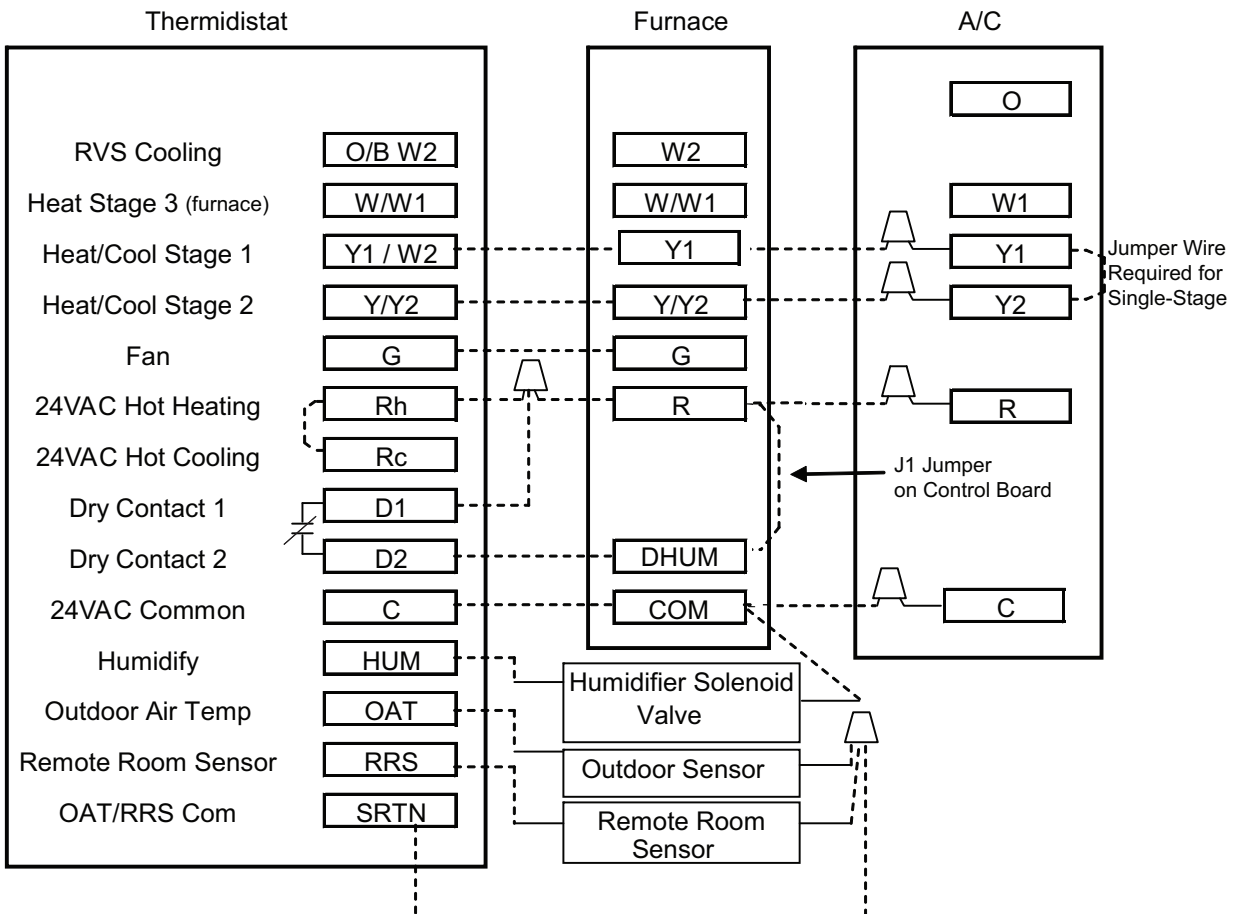 Thermidistat Furnace A/C
O
RVS Cooling O/B W2 W2
Heat Stage 3 (furnace) W/W1 W/W1 W1
Heat/Cool Stage 1 Y1 / W2 Y1 Y1
Heat/Cool Stage 2 Y/Y2 Y/Y2 Y2
Jumper Wire
Required for
Single-Stage
Fan G G
24VAC Hot Heating Rh R R
24VAC Hot Cooling Rc
J1 Jumper
on Control Board
Dry Contact 1 D1
Dry Contact 2 D2 DHUM
24VAC Common C COM C
Humidify HUM
Humidifier Solenoid
Valve
Outdoor Air Temp OAT
Outdoor Sensor
Remote Room Sensor RRS
Remote Room
Sensor
OAT/RRS Com SRTN